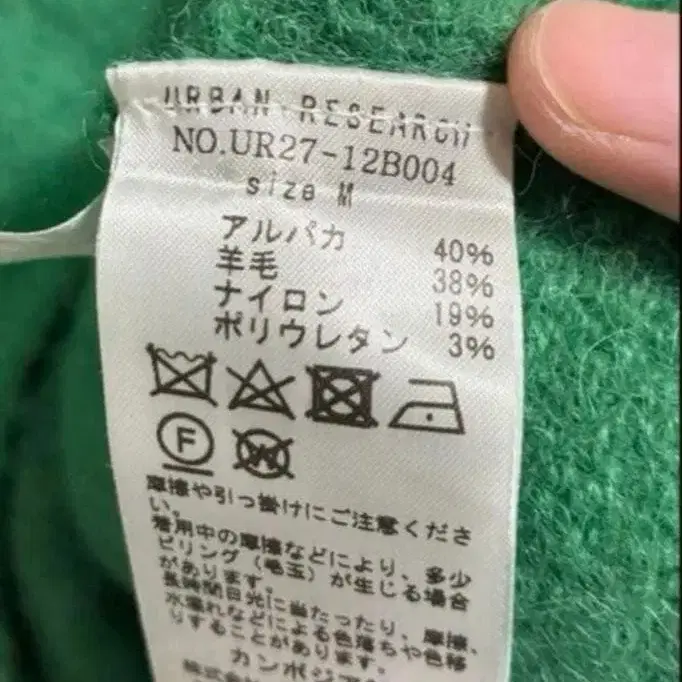 URBAN RESEARCH
NO.UR27-12B004
size M
アルパカ 40%
羊毛 38%
ナイロン 19%
ポリウレタン 3%
F
W
摩擦や引っ掛けにご注意くださ
い。
着用中の摩擦などにより、多少
ピリング(毛玉)が生じる場合
があります。
長時間日光に当たったり、摩擦、
水濡れなどによる色落ちや色移
りすることがあります。
カンボジア
株式会社